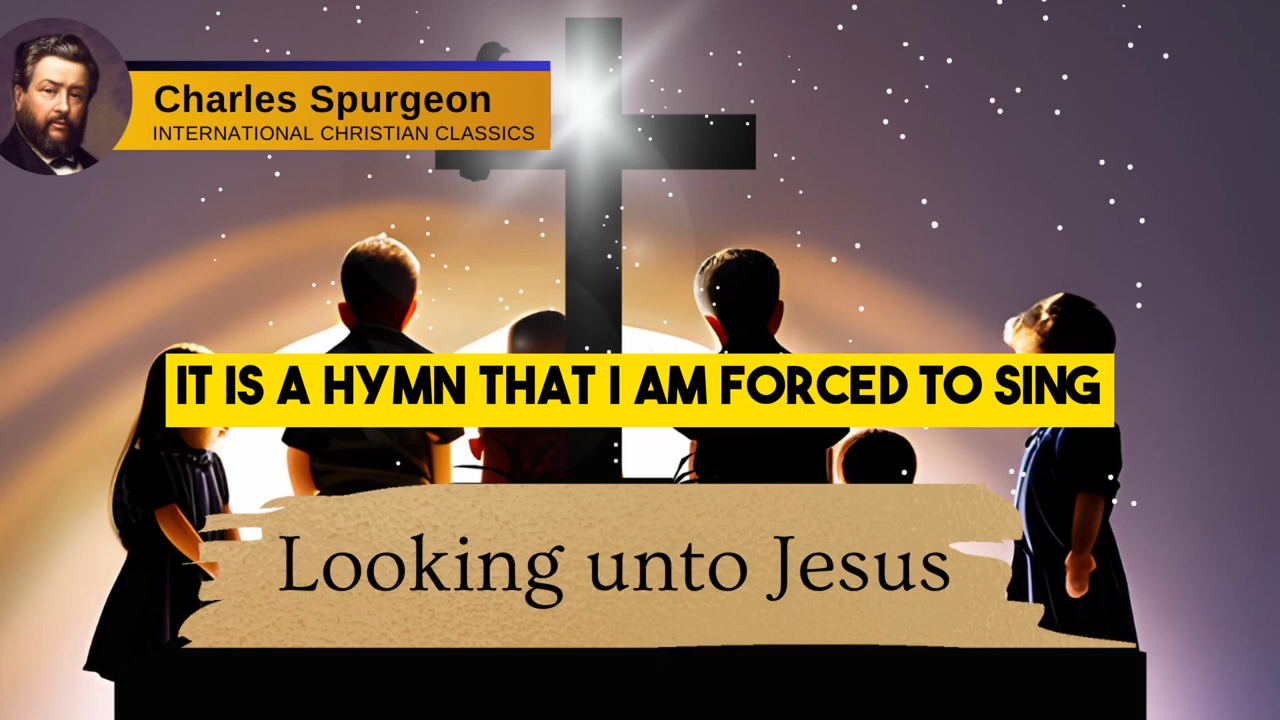 Charles Spurgeon
INTERNATIONAL CHRISTIAN CLASSICS
IT IS A HYMN THAT I AM FORCED TO SING
Looking unto Jesus